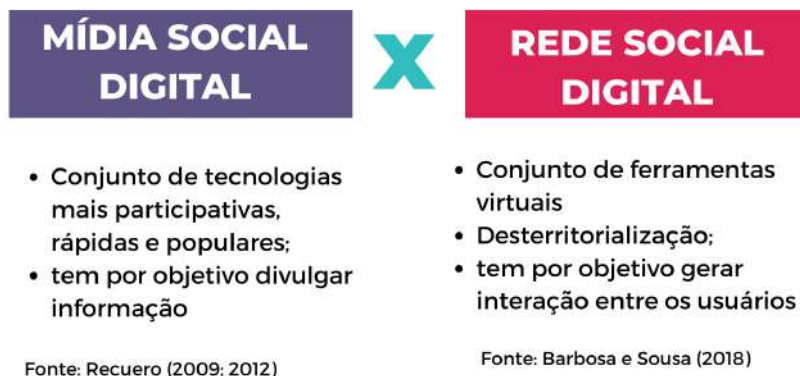 MÍDIA SOCIAL
DIGITAL
X
REDE SOCIAL
DIGITAL
• Conjunto de tecnologias
mais participativas,
rápidas e populares;
• tem por objetivo divulgar
informação
Fonte: Recuero (2009; 2012)
• Conjunto de ferramentas
virtuais
• Desterritorialização;
• tem por objetivo gerar
interação entre os usuários
Fonte: Barbosa e Sousa (2018)